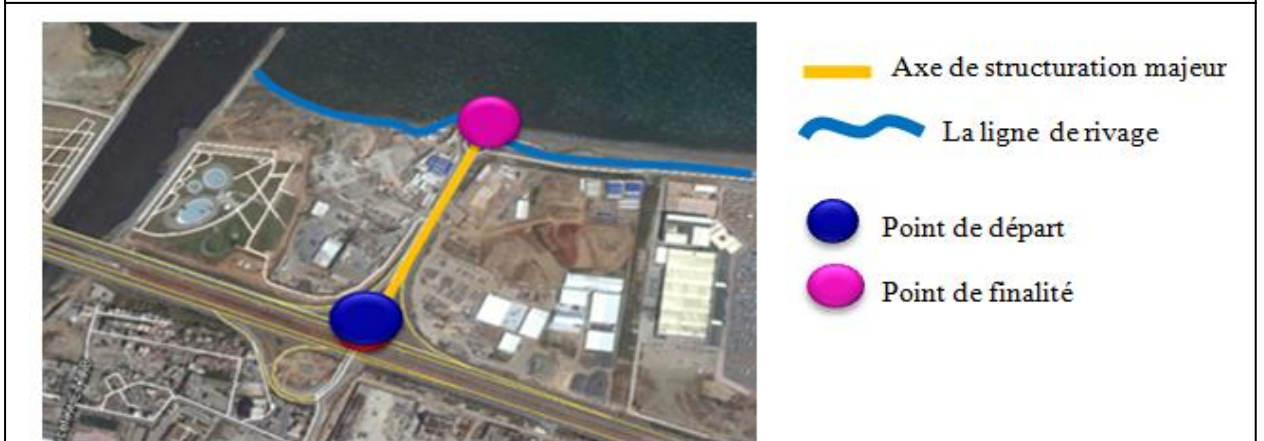 Axe de structuration majeur
La ligne de rivage
Point de départ
Point de finalité